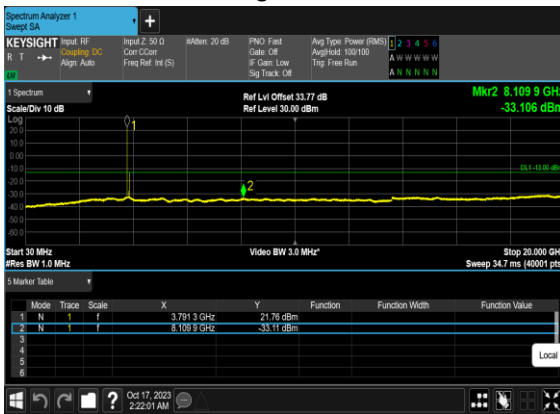 Spectrum Analyzer 1
Swept SA
KEYSIGHT Input: RF Input Z: 50 Ω #Atten: 20 dB PNO: Fast Avg Type: Power (RMS) 1 2 3 4 5 6
R T Coupling: DC Corr CCorr Gate: Off Avg|Hold: 100/100 A W W W W W
Align: Auto Freq Ref: Int (S) IF Gain: Low Trig: Free Run
Sig Track: Off A N N N N N
LV
1 Spectrum Ref Lvl Offset 33.77 dB Mkr2 8.109 9 GHz
Scale/Div 10 dB Ref Level 30.00 dBm -33.106 dBm
Log
1
20.0
10.0
0.00
-10.0
DL1 -13.00 dBm
-20.0
2
-30.0
-40.0
-50.0
-60.0
Start 30 MHz Video BW 3.0 MHz* Stop 20.000 GH
#Res BW 1.0 MHz Sweep 34.7 ms (40001 pts
5 Marker Table
Mode Trace Scale X Y Function Function Width Function Value
1 N 1 f 3.791 3 GHz 21.76 dBm
2 N 1 f 8.109 9 GHz -33.11 dBm
3
4
5
6
Local
? Oct 17, 2023
2:22:01 AM